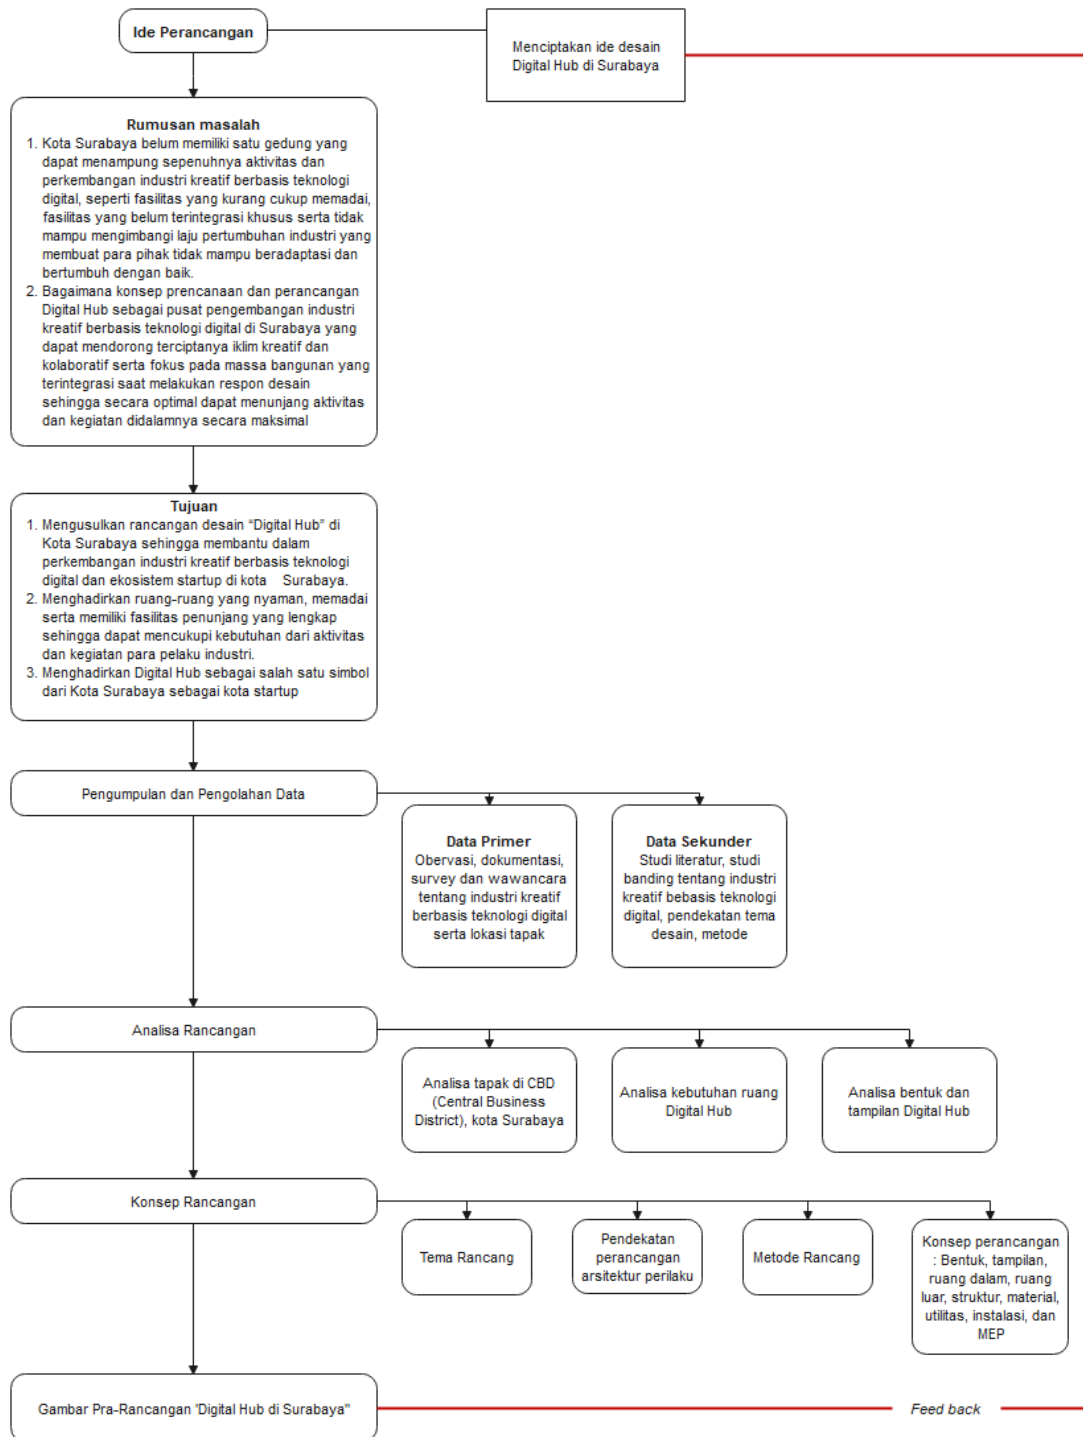 Ide Perancangan
Menciptakan ide desain
Digital Hub di Surabaya
Rumusan masalah
1. Kota Surabaya belum memiliki satu gedung yang
dapat menampung sepenuhnya aktivitas dan
perkembangan industri kreatif berbasis teknologi
digital, seperti fasilitas yang kurang cukup memadai,
fasilitas yang belum terintegrasi khusus serta tidak
mampu mengimbangi laju pertumbuhan industri yang
membuat para pihak tidak mampu beradaptasi dan
bertumbuh dengan baik.
2. Bagaimana konsep prencanaan dan perancangan
Digital Hub sebagai pusat pengembangan industri
kreatif berbasis teknologi digital di Surabaya yang
dapat mendorong terciptanya iklim kreatif dan
kolaboratif serta fokus pada massa bangunan yang
terintegrasi saat melakukan respon desain
sehingga secara optimal dapat menunjang aktivitas
dan kegiatan didalamnya secara maksimal
Tujuan
1. Mengusulkan rancangan desain “Digital Hub” di
Kota Surabaya sehingga membantu dalam
perkembangan industri kreatif berbasis teknologi
digital dan ekosistem startup di kota Surabaya.
2. Menghadirkan ruang-ruang yang nyaman, memadai
serta memiliki fasilitas penunjang yang lengkap
sehingga dapat mencukupi kebutuhan dari aktivitas
dan kegiatan para pelaku industri.
3. Menghadirkan Digital Hub sebagai salah satu simbol
dari Kota Surabaya sebagai kota startup
Pengumpulan dan Pengolahan Data
Data Primer
Obervasi, dokumentasi,
survey dan wawancara
tentang industri kreatif
berbasis teknologi digital
serta lokasi tapak
Data Sekunder
Studi literatur, studi
banding tentang industri
kreatif bebasis teknologi
digital, pendekatan tema
desain, metode
Analisa Rancangan
Analisa tapak di CBD
(Central Business
District), kota Surabaya
Analisa kebutuhan ruang
Digital Hub
Analisa bentuk dan
tampilan Digital Hub
Konsep Rancangan
Tema Rancang
Pendekatan
perancangan
arsitektur perilaku
Metode Rancang
Konsep perancangan
: Bentuk, tampilan,
ruang dalam, ruang
luar, struktur, material,
utilitas, instalasi, dan
MEP
Gambar Pra-Rancangan 'Digital Hub di Surabaya"
Feed back